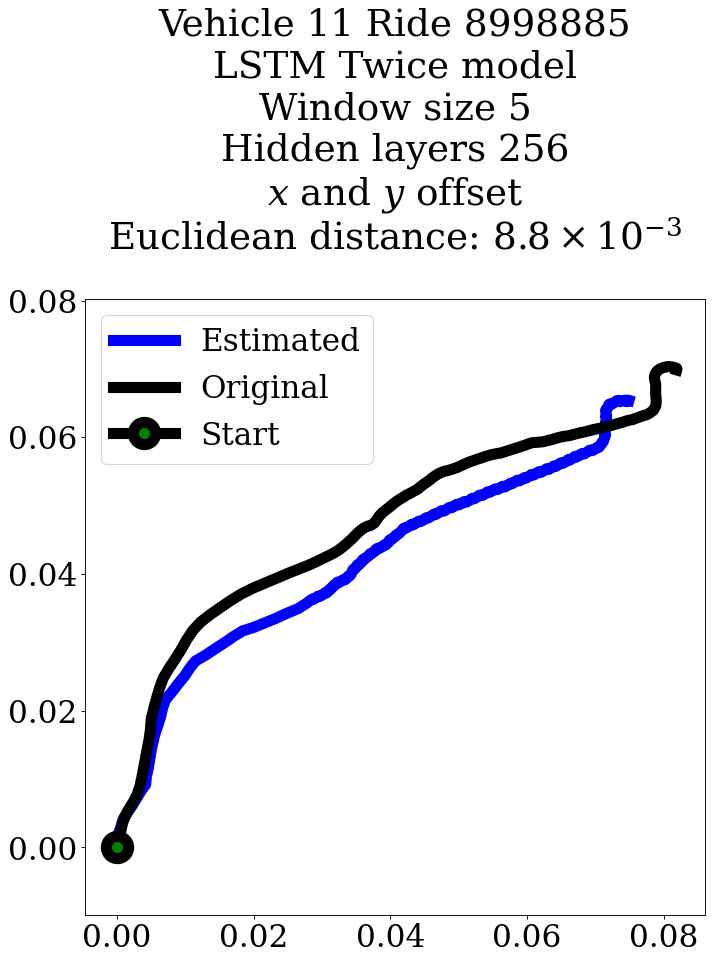 Vehicle 11 Ride 8998885
LSTM Twice model
Window size 5
Hidden layers 256
x and y offset
Euclidean distance: 8.8 × 10⁻³
0.08
0.06
0.04
0.02
0.00
Estimated
Original
Start
0.00 0.02 0.04 0.06 0.08